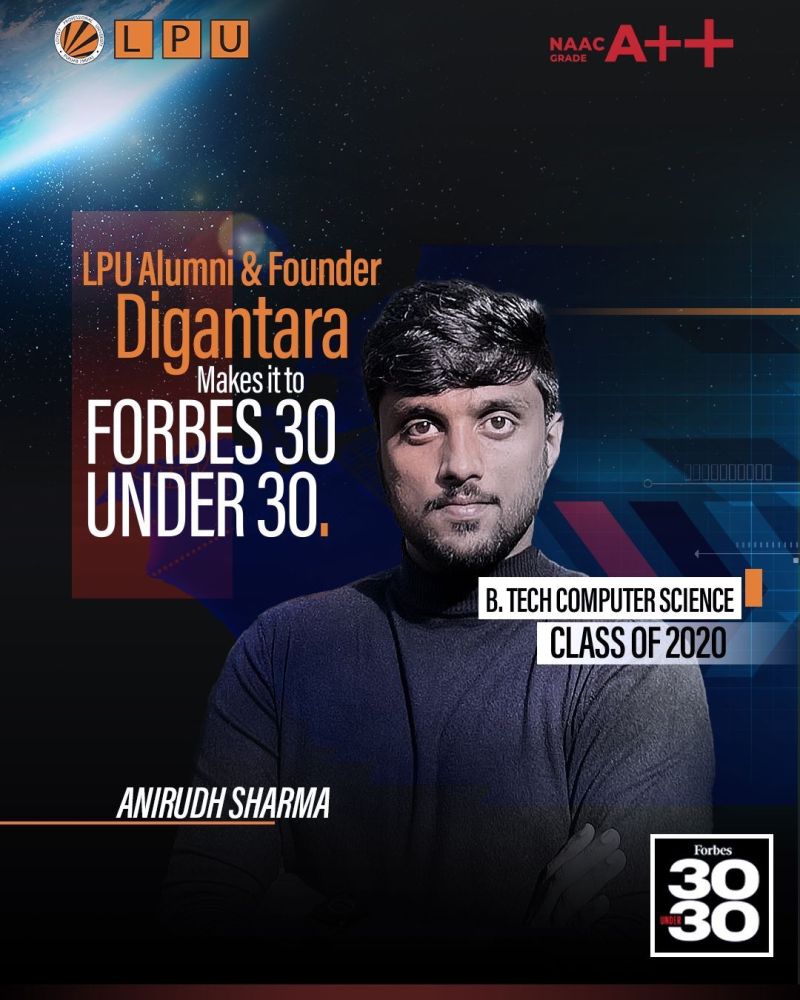 LPU
NAAC
GRADE A++
LPU Alumni & Founder
Digantara
Makes it to
FORBES 30
UNDER 30.
B. TECH COMPUTER SCIENCE
CLASS OF 2020
ANIRUDH SHARMA
Forbes
30
UNDER 30